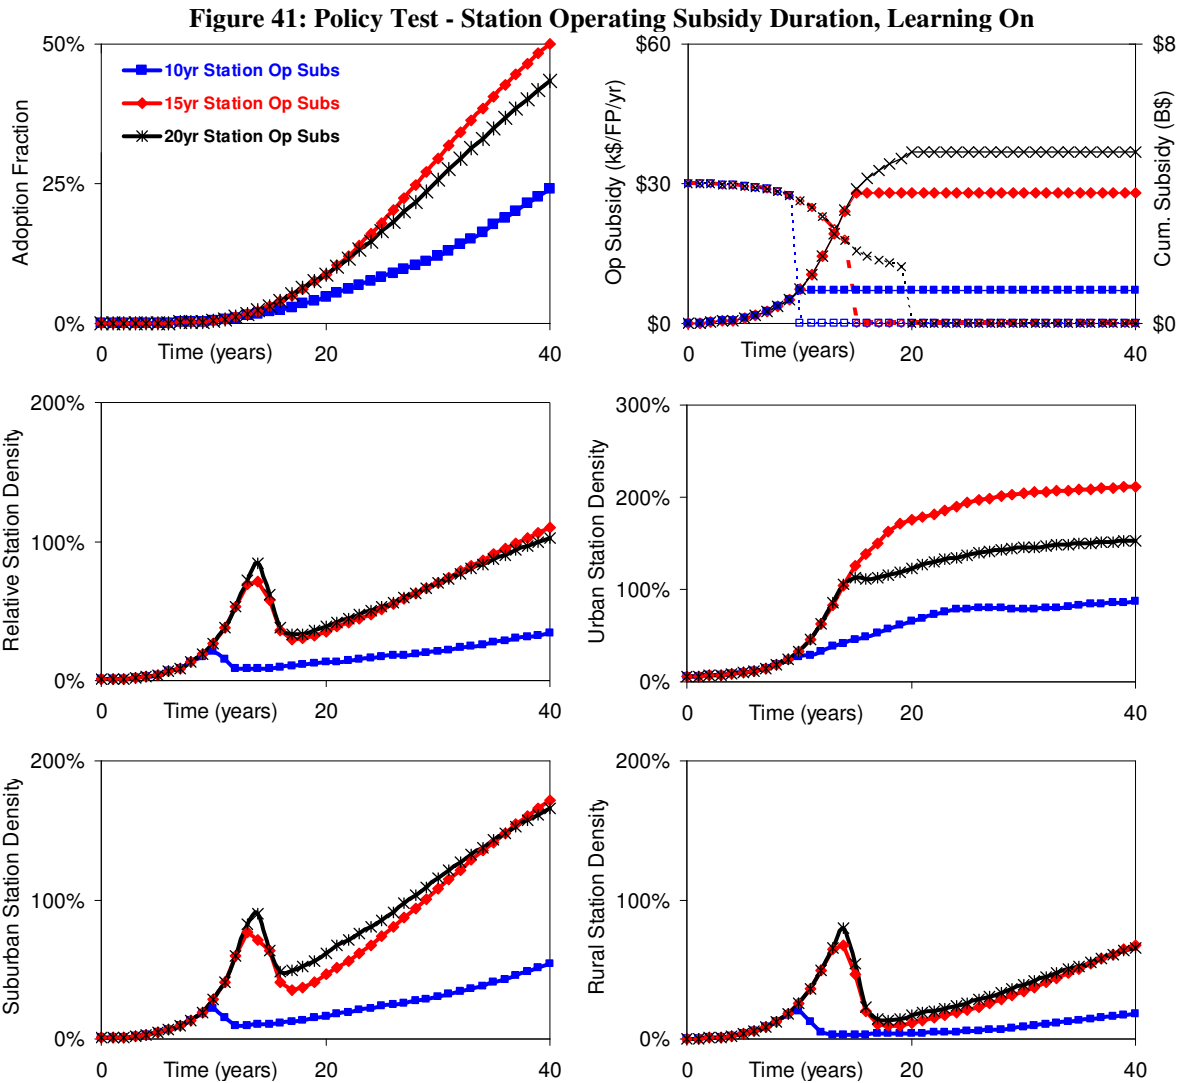 Figure 41: Policy Test - Station Operating Subsidy Duration, Learning On
50%
25%
0%
Adoption Fraction
10yr Station Op Subs
15yr Station Op Subs
20yr Station Op Subs
0
Time (years)
20
40
$60
$30
$0
Op Subsidy (k$/FP/yr)
$8
$0
Cum. Subsidy (B$)
0
Time (years)
20
40
200%
100%
0%
Relative Station Density
0
Time (years)
20
40
300%
200%
100%
0%
Urban Station Density
0
Time (years)
20
40
200%
100%
0%
Suburban Station Density
0
Time (years)
20
40
200%
100%
0%
Rural Station Density
0
Time (years)
20
40